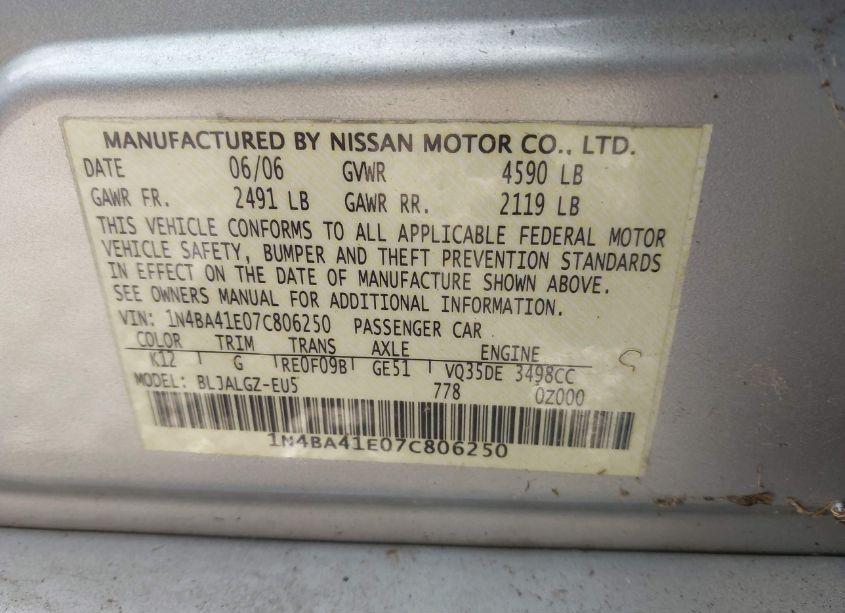 MANUFACTURED BY NISSAN MOTOR CO., LTD.
DATE 06/06 GVWR 4590 LB
GAWR FR. 2491 LB GAWR RR. 2119 LB
THIS VEHICLE CONFORMS TO ALL APPLICABLE FEDERAL MOTOR
VEHICLE SAFETY, BUMPER AND THEFT PREVENTION STANDARDS
IN EFFECT ON THE DATE OF MANUFACTURE SHOWN ABOVE.
SEE OWNERS MANUAL FOR ADDITIONAL INFORMATION.
VIN: 1N4BA41E07C806250 PASSENGER CAR
COLOR TRIM TRANS AXLE ENGINE
K12 G RE0F09B GE51 VQ35DE 3498CC
MODEL: BLJALGZ-EU5 778 0Z000
1N4BA41E07C806250